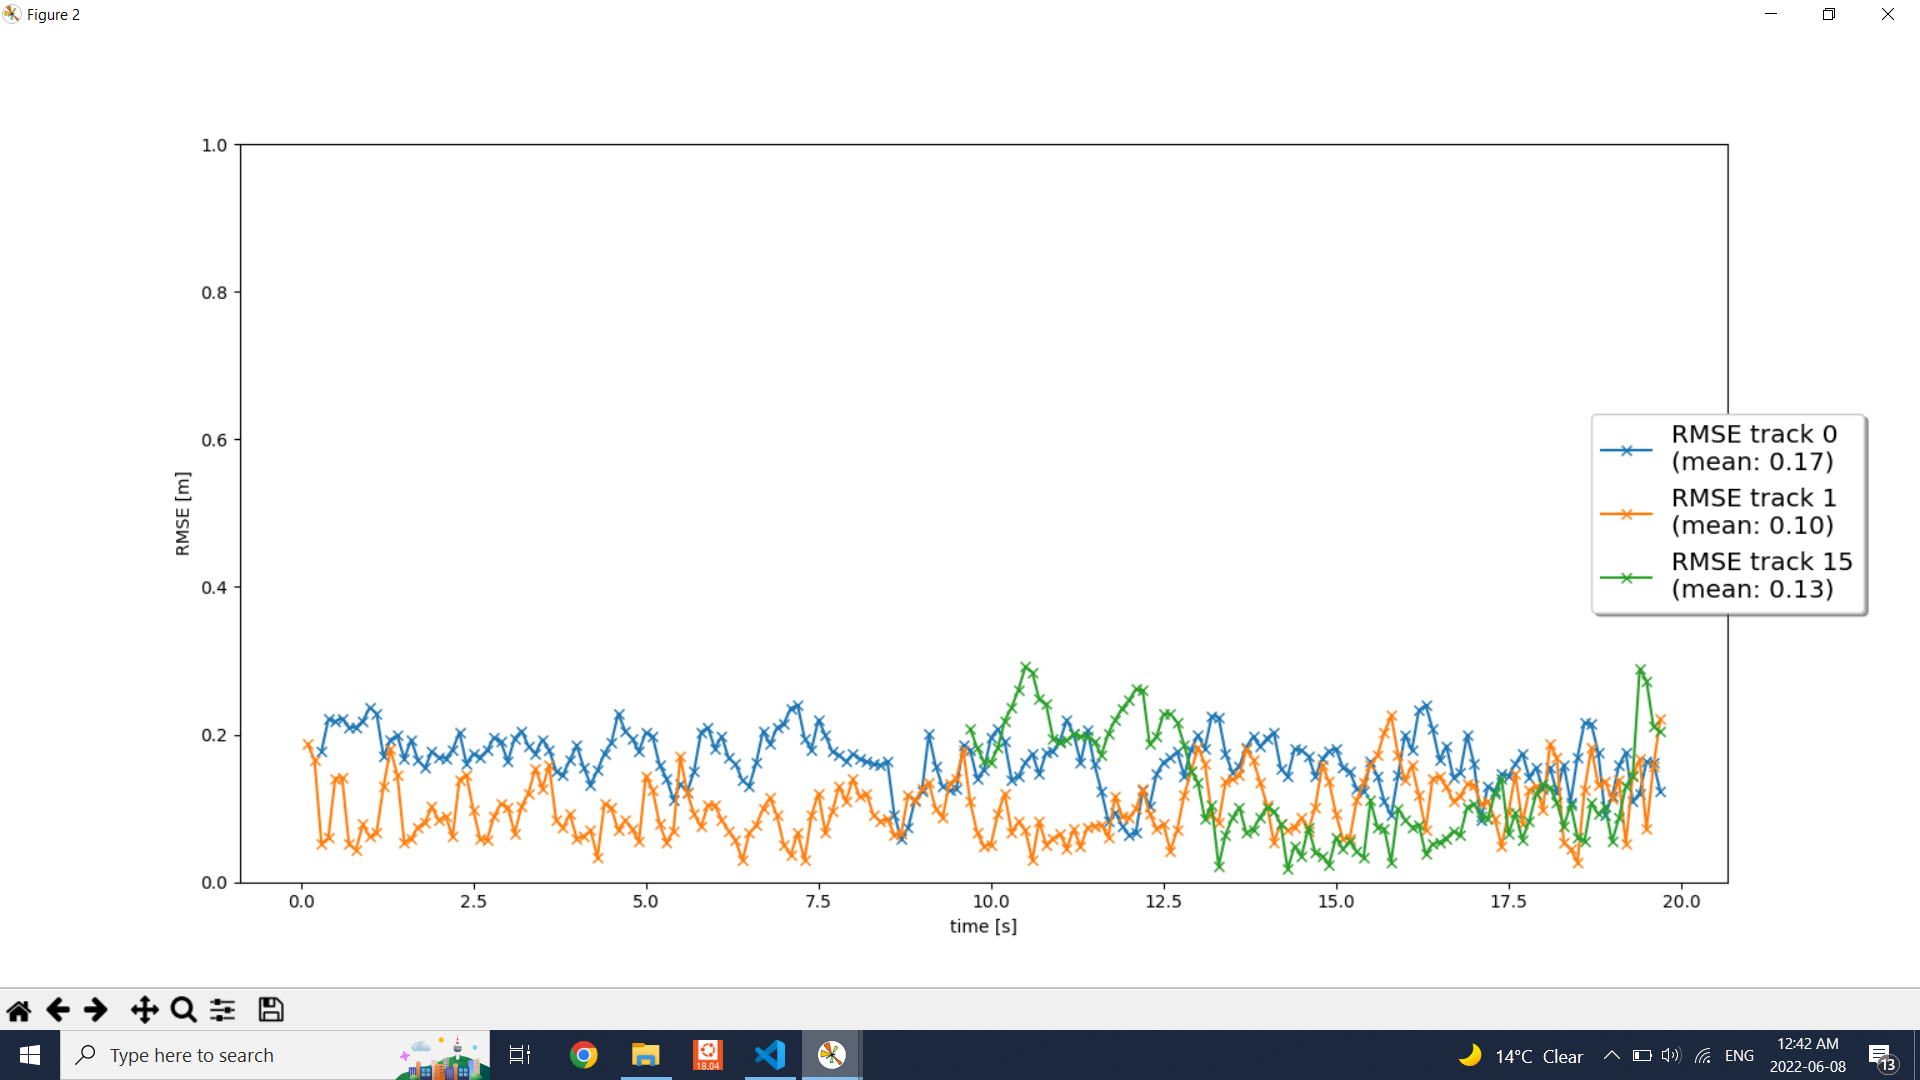 Figure 2
1.0
0.8
0.6
0.4
0.2
0.0
RMSE [m]
0.0 2.5 5.0 7.5 10.0 12.5 15.0 17.5 20.0
time [s]
RMSE track 0
(mean: 0.17)
RMSE track 1
(mean: 0.10)
RMSE track 15
(mean: 0.13)
Type here to search
18.04
14°C Clear
ENG
12:42 AM
2022-06-08
13